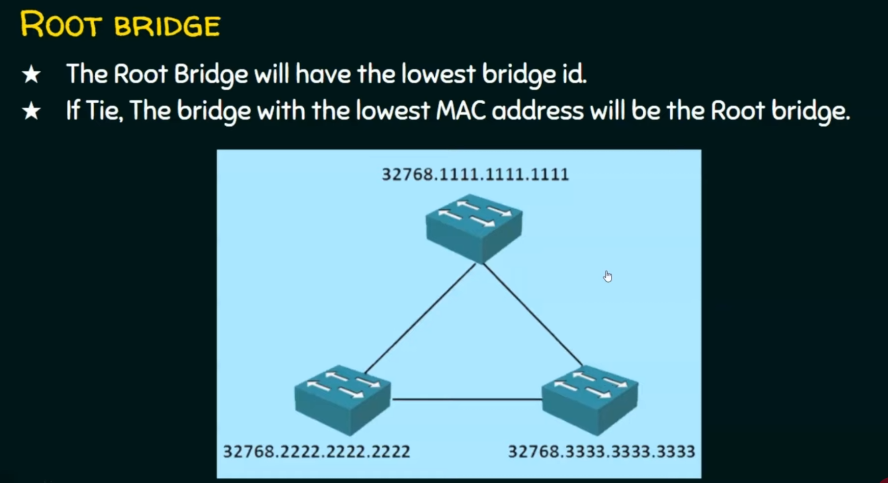 ROOT BRIDGE
★ The Root Bridge will have the lowest bridge id.
★ If Tie, The bridge with the lowest MAC address will be the Root bridge.
32768.1111.1111.1111
32768.2222.2222.2222
32768.3333.3333.3333